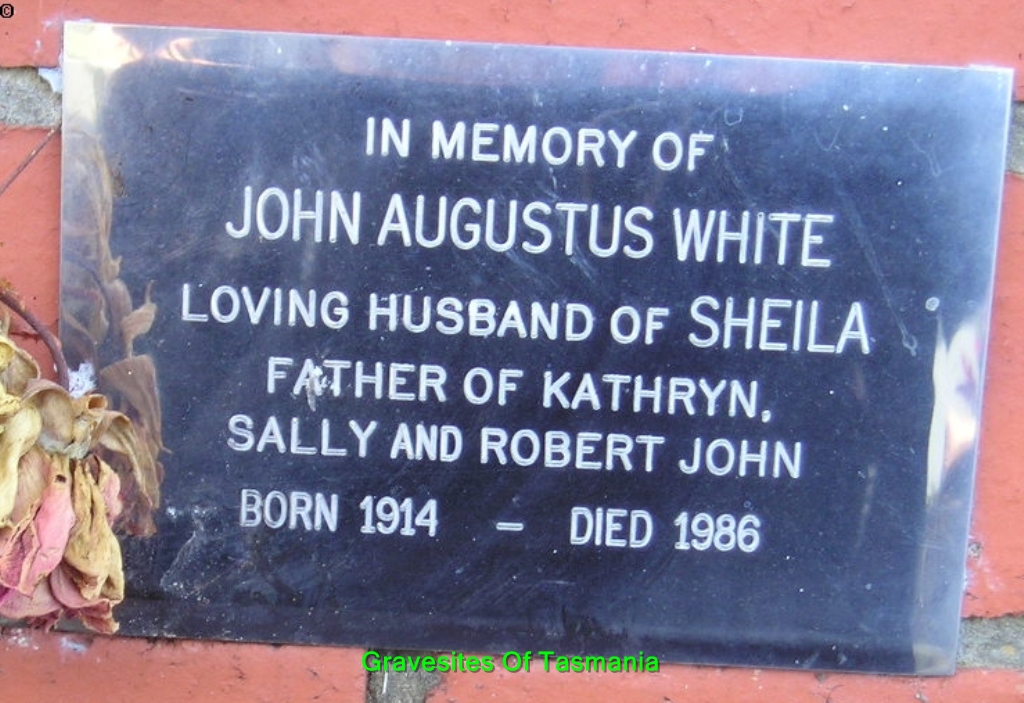 ©
IN MEMORY OF
JOHN AUGUSTUS WHITE
LOVING HUSBAND OF SHEILA
FATHER OF KATHRYN,
SALLY AND ROBERT JOHN
BORN 1914 – DIED 1986
Gravesites Of Tasmania